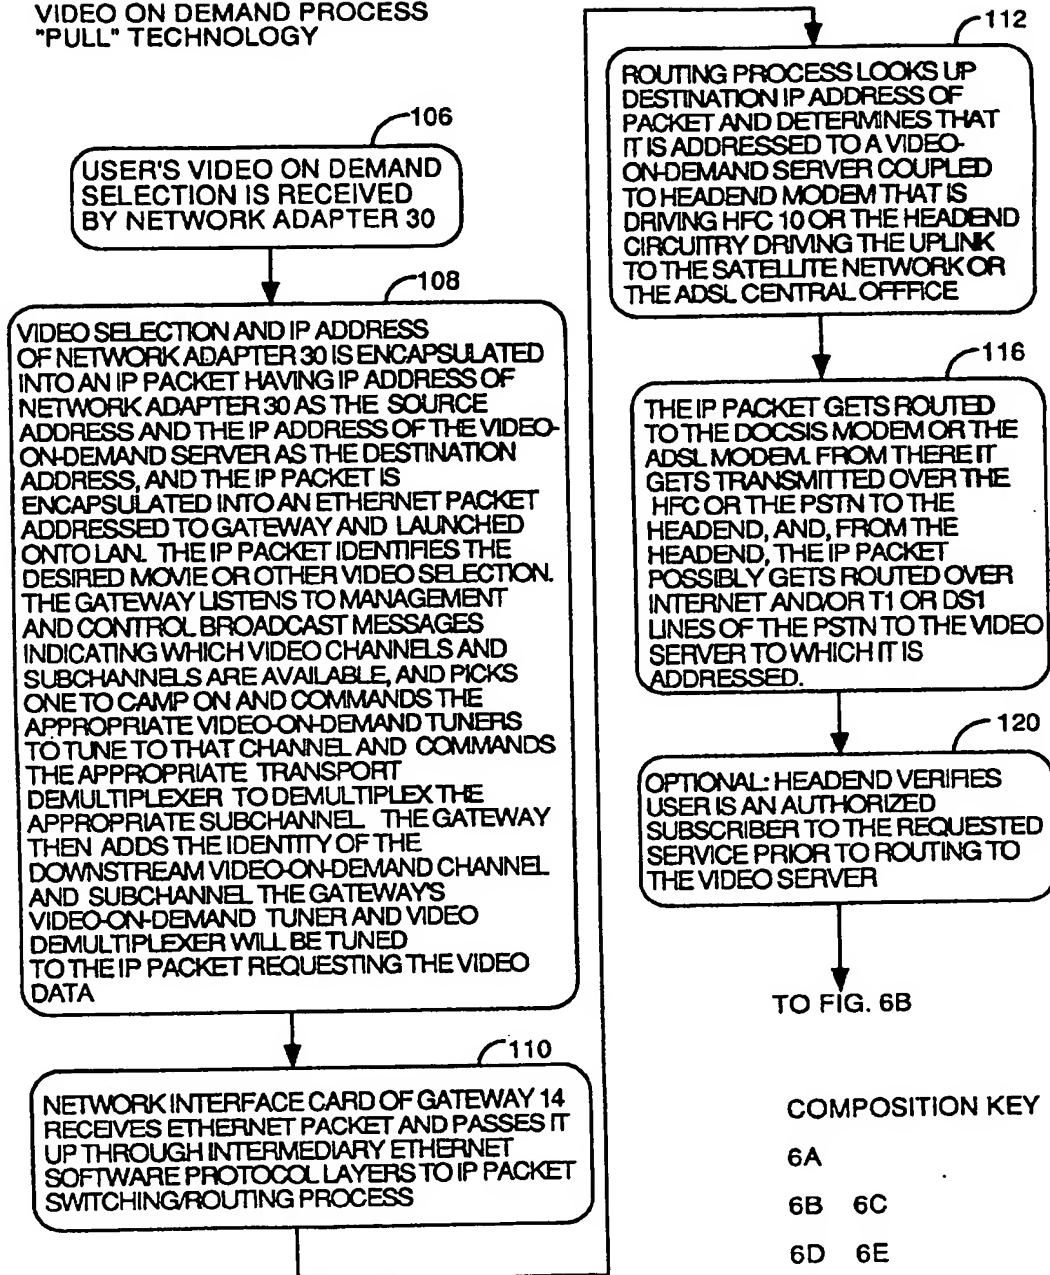 VIDEO ON DEMAND PROCESS
"PULL" TECHNOLOGY
106
USER'S VIDEO ON DEMAND
SELECTION IS RECEIVED
BY NETWORK ADAPTER 30
108
VIDEO SELECTION AND IP ADDRESS
OF NETWORK ADAPTER 30 IS ENCAPSULATED
INTO AN IP PACKET HAVING IP ADDRESS OF
NETWORK ADAPTER 30 AS THE SOURCE
ADDRESS AND THE IP ADDRESS OF THE VIDEO-
ON-DEMAND SERVER AS THE DESTINATION
ADDRESS, AND THE IP PACKET IS
ENCAPSULATED INTO AN ETHERNET PACKET
ADDRESSED TO GATEWAY AND LAUNCHED
ONTO LAN. THE IP PACKET IDENTIFIES THE
DESIRED MOVIE OR OTHER VIDEO SELECTION.
THE GATEWAY LISTENS TO MANAGEMENT
AND CONTROL BROADCAST MESSAGES
INDICATING WHICH VIDEO CHANNELS AND
SUBCHANNELS ARE AVAILABLE, AND PICKS
ONE TO CAMP ON AND COMMANDS THE
APPROPRIATE VIDEO-ON-DEMAND TUNERS
TO TUNE TO THAT CHANNEL AND COMMANDS
THE APPROPRIATE TRANSPORT
DEMULTIPLEXER TO DEMULTIPLEX THE
APPROPRIATE SUBCHANNEL THE GATEWAY
THEN ADDS THE IDENTITY OF THE
DOWNSTREAM VIDEO-ON-DEMAND CHANNEL
AND SUBCHANNEL THE GATEWAY'S
VIDEO-ON-DEMAND TUNER AND VIDEO
DEMULTIPLEXER WILL BE TUNED
TO THE IP PACKET REQUESTING THE VIDEO
DATA
110
NETWORK INTERFACE CARD OF GATEWAY 14
RECEIVES ETHERNET PACKET AND PASSES IT
UP THROUGH INTERMEDIARY ETHERNET
SOFTWARE PROTOCOL LAYERS TO IP PACKET
SWITCHING/ROUTING PROCESS
112
ROUTING PROCESS LOOKS UP
DESTINATION IP ADDRESS OF
PACKET AND DETERMINES THAT
IT IS ADDRESSED TO A VIDEO-
ON-DEMAND SERVER COUPLED
TO HEADEND MODEM THAT IS
DRIVING HFC 10 OR THE HEADEND
CIRCUITRY DRIVING THE UPLINK
TO THE SATELLITE NETWORK OR
THE ADSL CENTRAL OFFFICE
116
THE IP PACKET GETS ROUTED
TO THE DOCSIS MODEM OR THE
ADSL MODEM. FROM THERE IT
GETS TRANSMITTED OVER THE
HFC OR THE PSTN TO THE
HEADEND, AND, FROM THE
HEADEND, THE IP PACKET
POSSIBLY GETS ROUTED OVER
INTERNET AND/OR T1 OR DS1
LINES OF THE PSTN TO THE VIDEO
SERVER TO WHICH IT IS
ADDRESSED.
120
OPTIONAL: HEADEND VERIFIES
USER IS AN AUTHORIZED
SUBSCRIBER TO THE REQUESTED
SERVICE PRIOR TO ROUTING TO
THE VIDEO SERVER
TO FIG. 6B
COMPOSITION KEY
6A
6B 6C
6D 6E